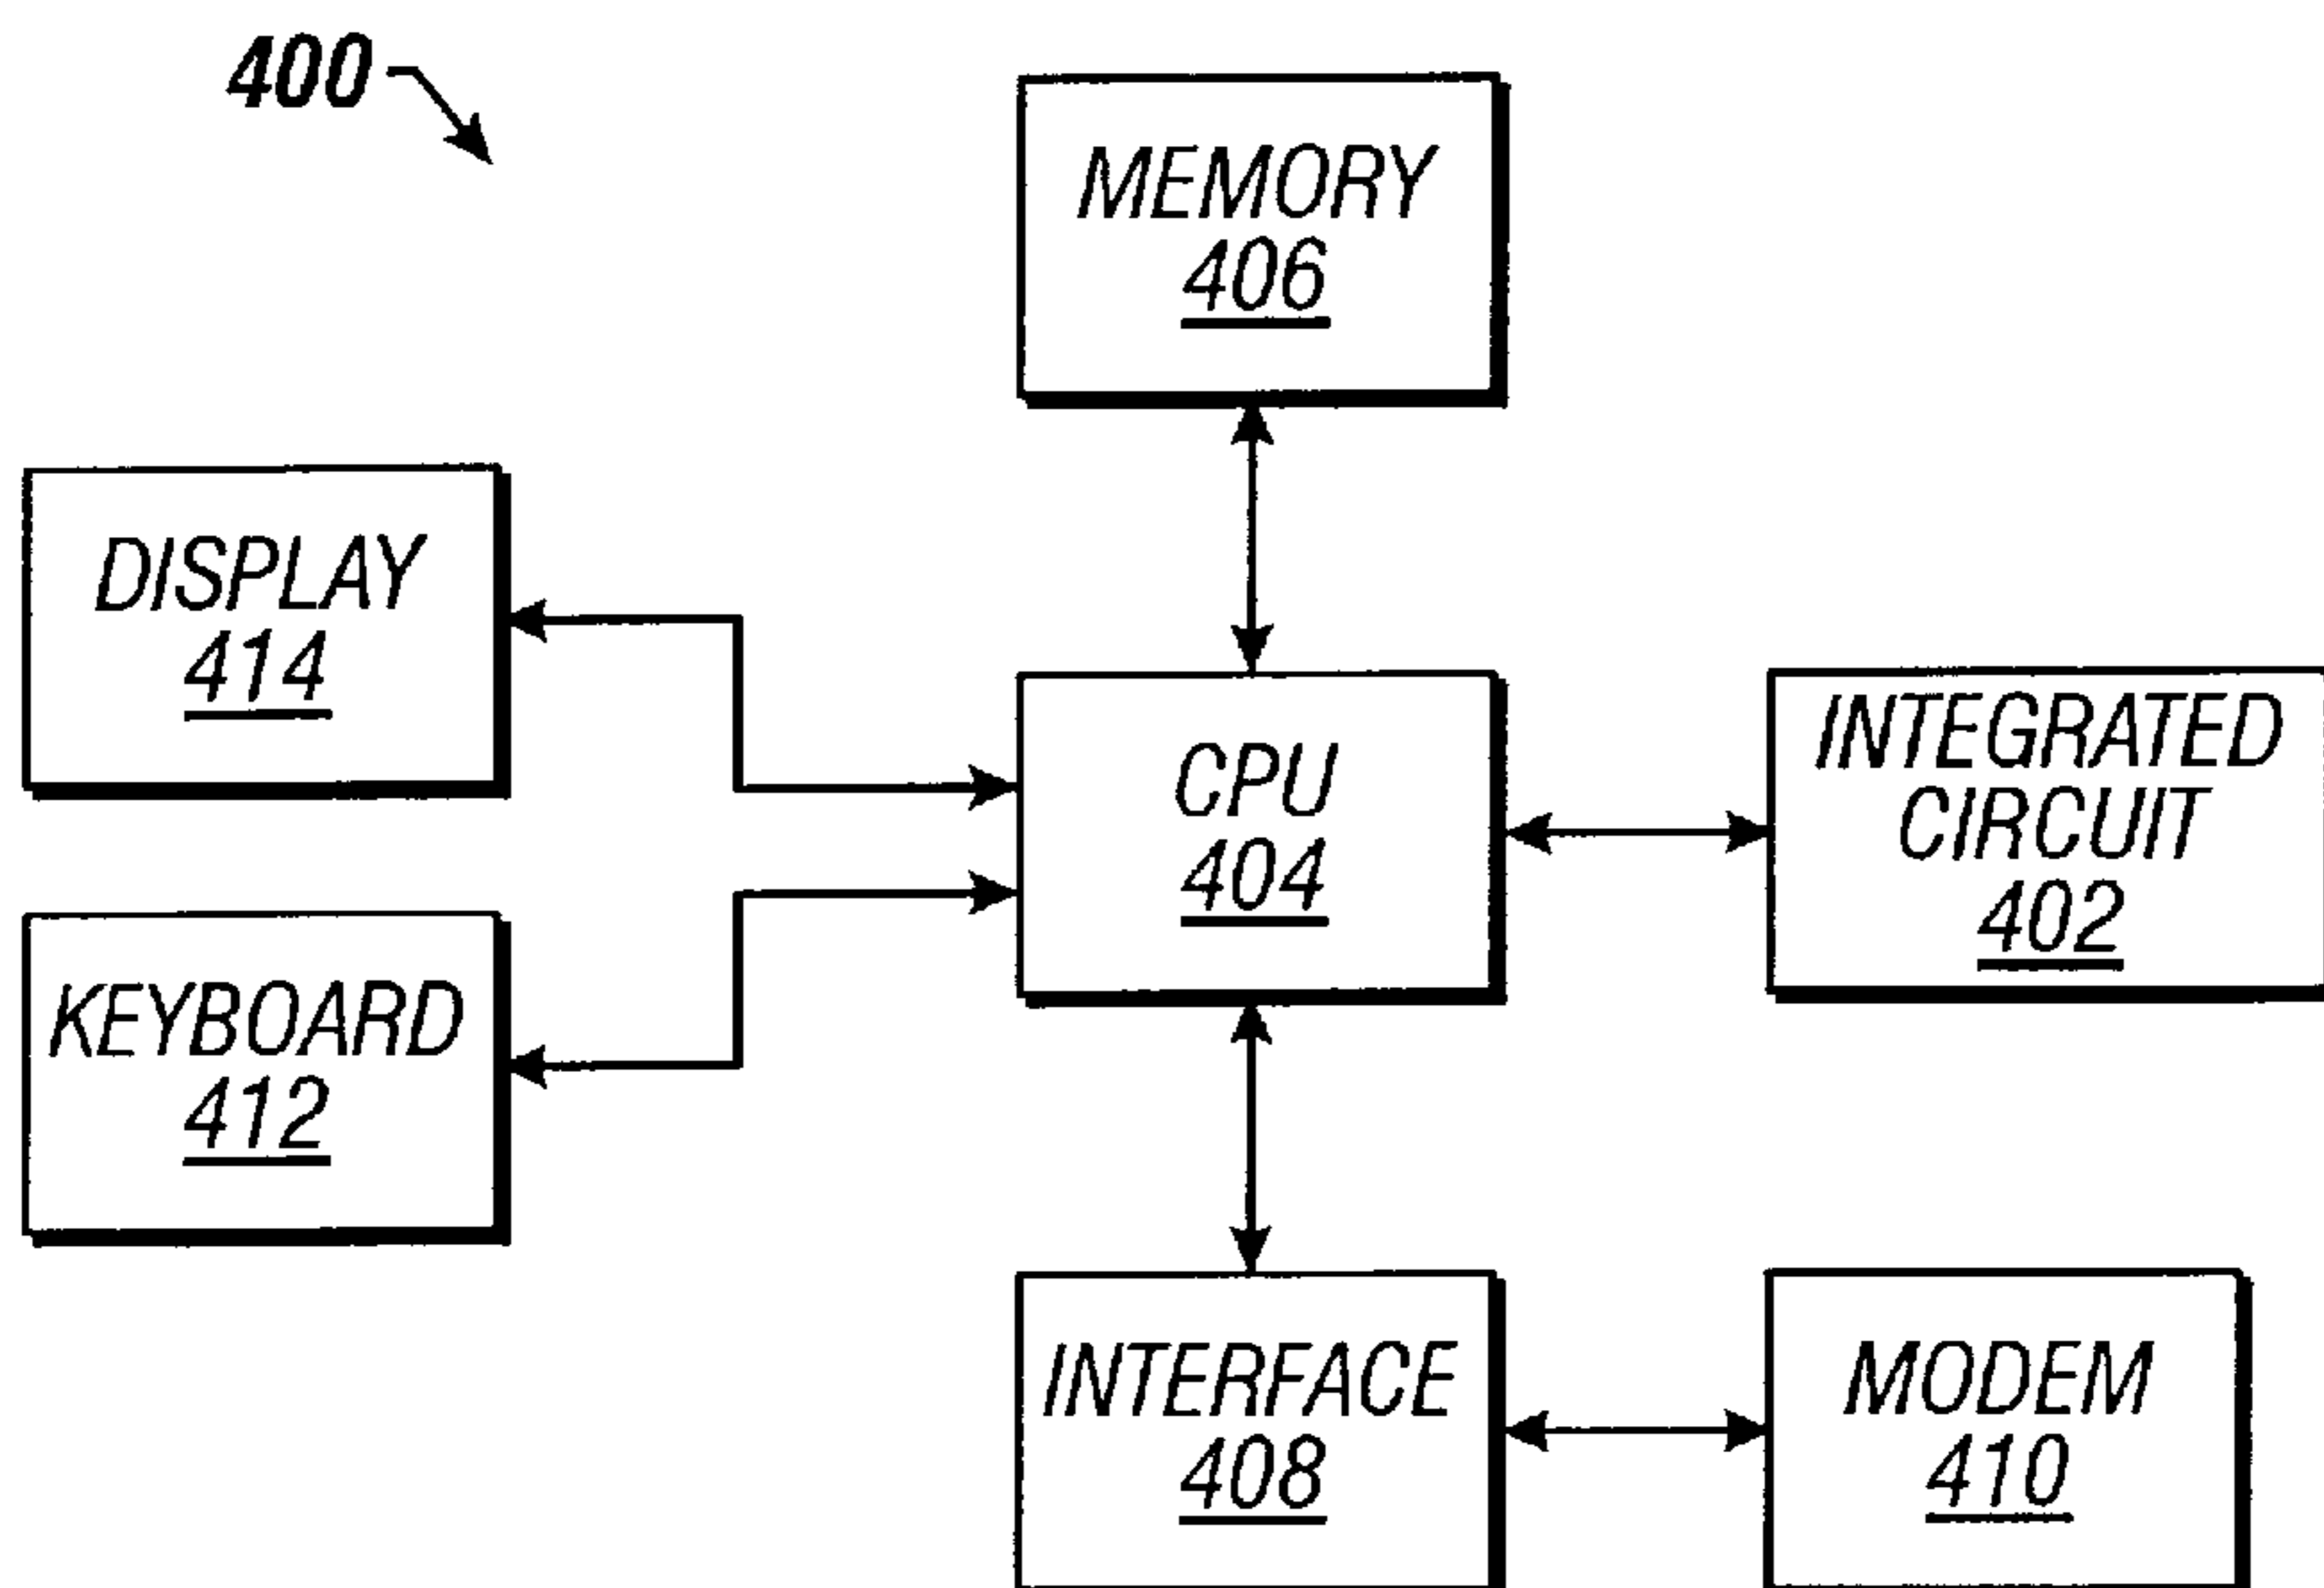 400
MEMORY
406
DISPLAY
414
CPU
404
INTEGRATED
CIRCUIT
402
KEYBOARD
412
INTERFACE
408
MODEM
410